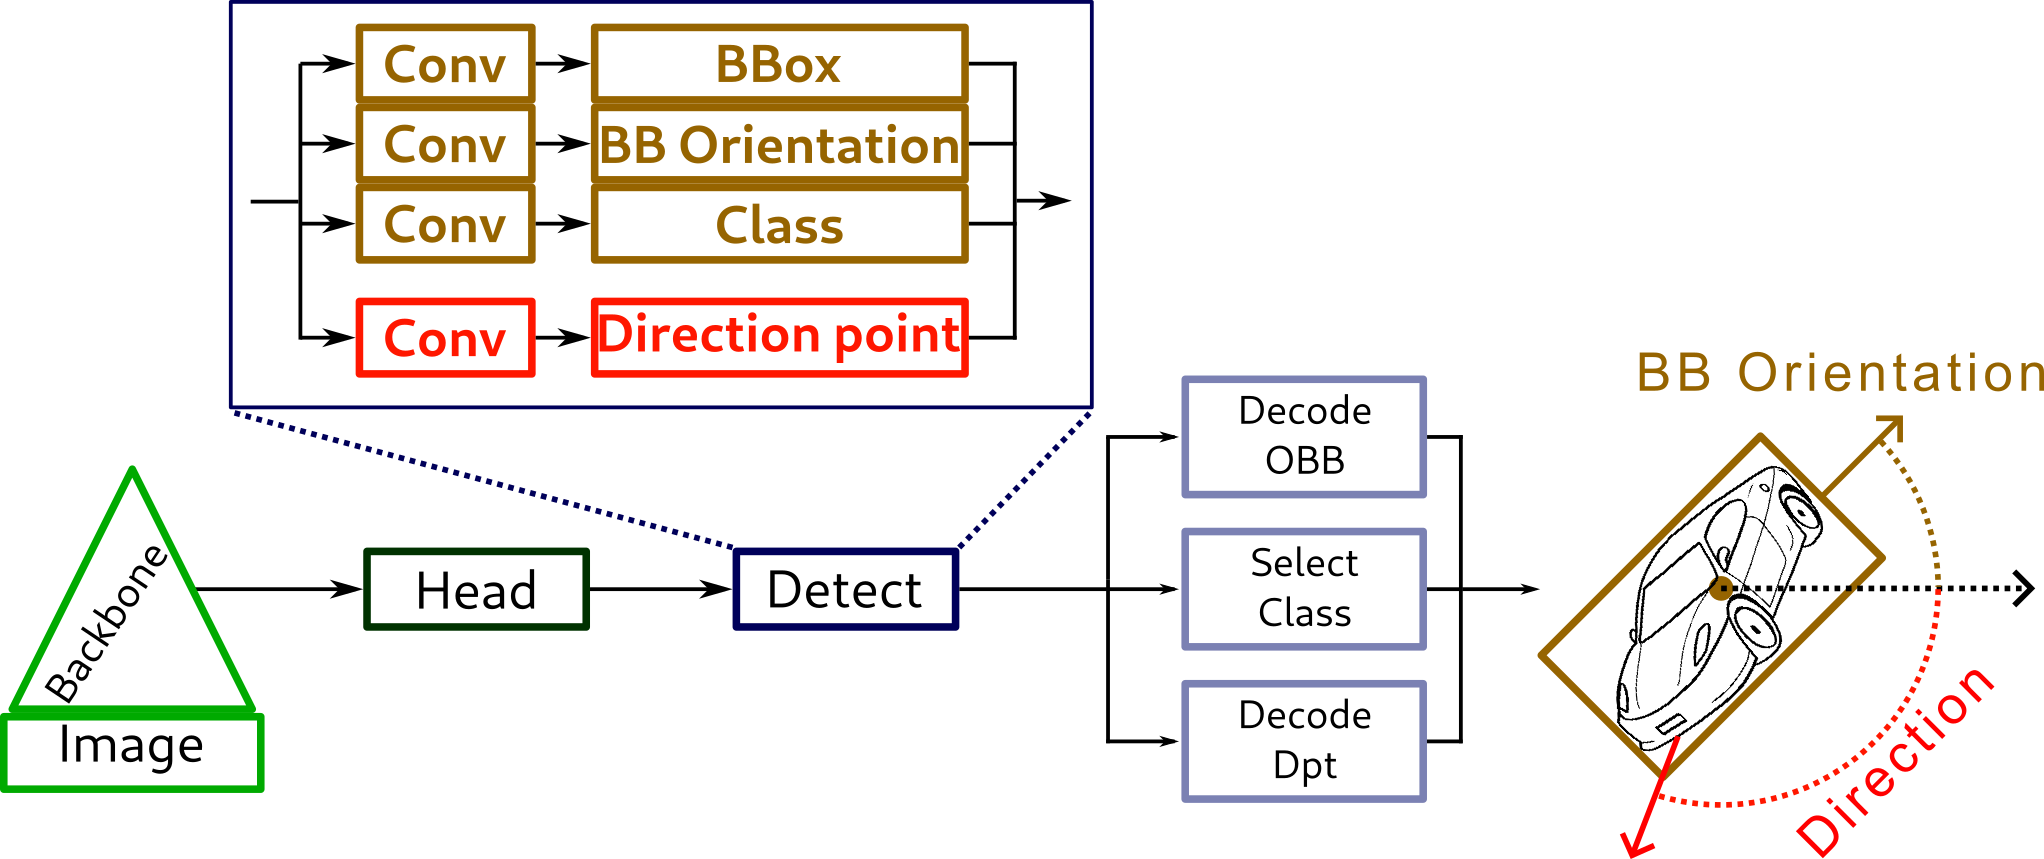 Conv
BBox
Conv
BB Orientation
Conv
Class
Conv
Direction point
Backbone
Image
Head
Detect
Decode
OBB
Select
Class
Decode
Dpt
BB Orientation
Direction